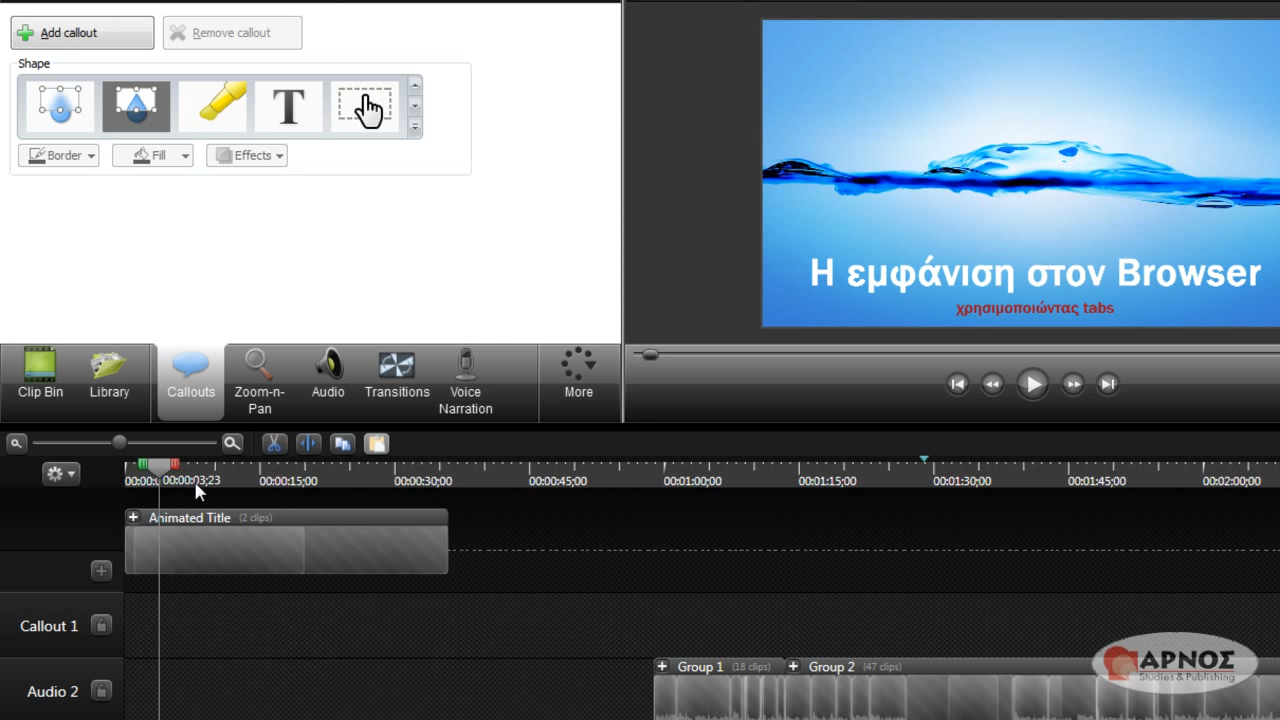 Add callout
Remove callout
Shape
T
Border
Fill
Effects
Η εμφάνιση στον Browser
χρησιμοποιώντας tabs
Clip Bin
Library
Callouts
Zoom-n-
Pan
Audio
Transitions
Voice
Narration
More
00:00:03;23
00:00:15;00
00:00:30;00
00:00:45;00
00:01:00;00
00:01:15;00
00:01:30;00
00:01:45;00
00:02:00;00
Animated Title (2 clips)
Callout 1
Group 1 (18 clips)
Group 2 (47 clips)
Audio 2
ΑΡΝΟΣ
Studies & Publishing